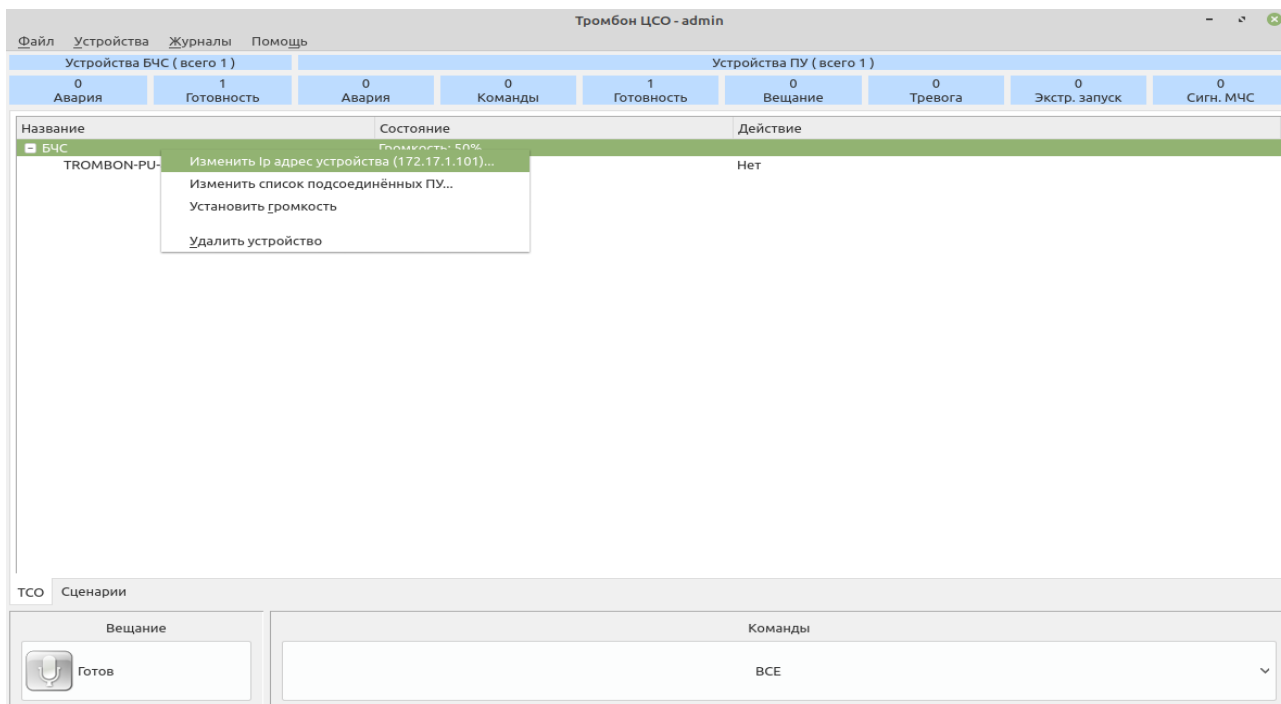 Тромбон ЦСО - admin
Файл Устройства Журналы Помощь
Устройства БЧС ( всего 1 ) Устройства ПУ ( всего 1 )
0 1 0 0 1 0 0 0 0
Авария Готовность Авария Команды Готовность Вещание Тревога Экстр. запуск Сигн. МЧС
Название Состояние Действие
БЧС Громкость: 50%
TROMBON-PU- Нет
Изменить Ip адрес устройства (172.17.1.101)...
Изменить список подсоединённых ПУ...
Установить громкость
Удалить устройство
ТСО Сценарии
Вещание Команды
Готов ВСЕ